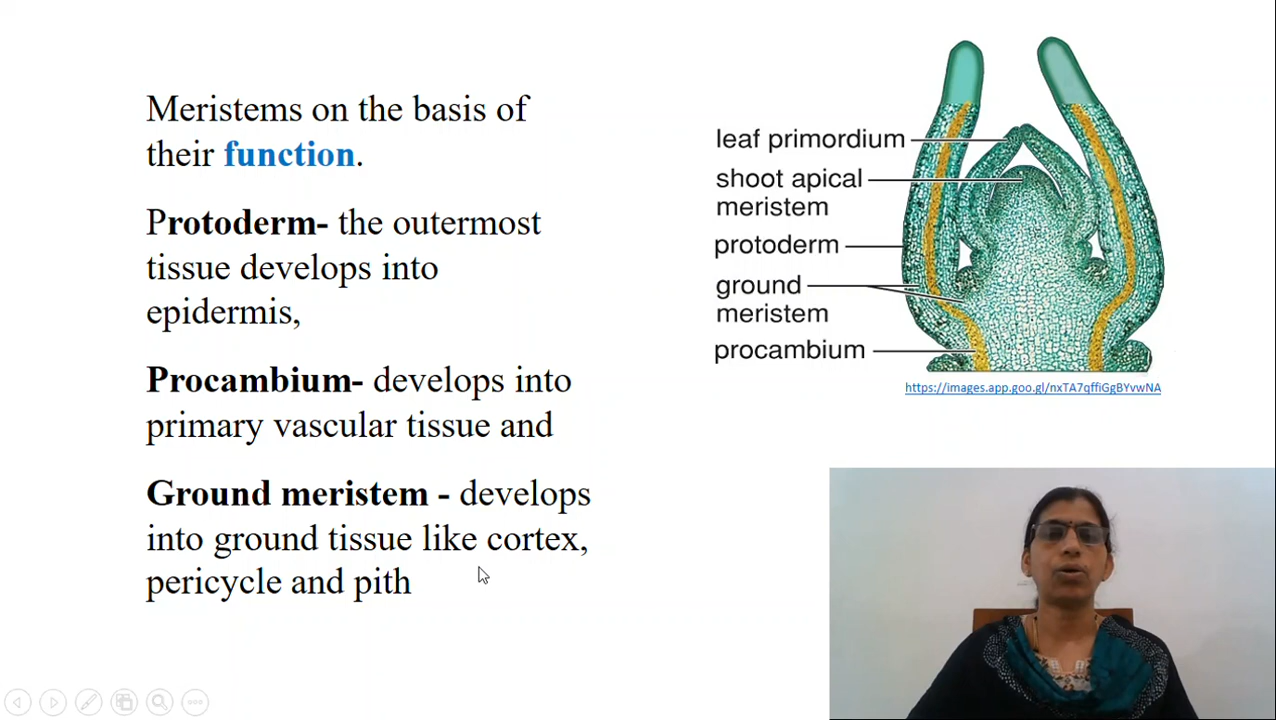 Meristems on the basis of
their function.
Protoderm- the outermost
tissue develops into
epidermis,
Procambium- develops into
primary vascular tissue and
Ground meristem - develops
into ground tissue like cortex,
pericycle and pith
leaf primordium
shoot apical
meristem
protoderm
ground
meristem
procambium
https://images.app.goo.gl/nxTA7qffiGgBYvwNA